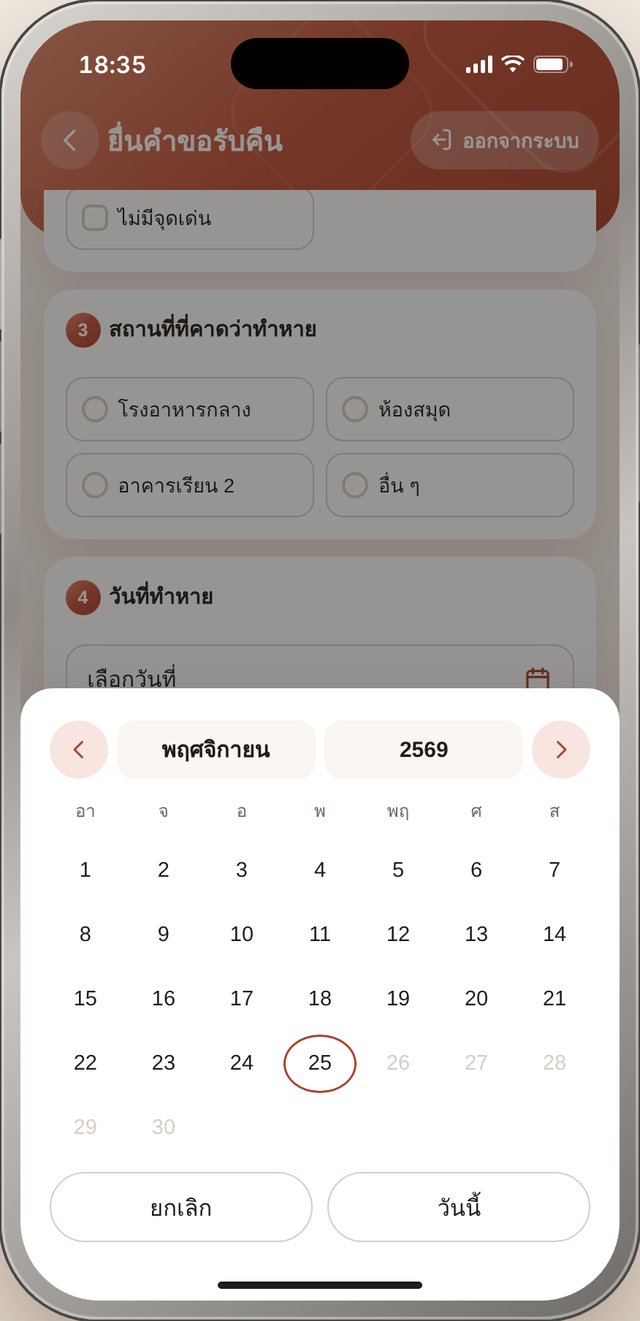 18:35
ยื่นคำขอรับคืน
ออกจากระบบ
ไม่มีจุดเด่น
3 สถานที่ที่คาดว่าทำหาย
โรงอาหารกลาง ห้องสมุด
อาคารเรียน 2 อื่น ๆ
4 วันที่ทำหาย
เลือกวันที่
พฤศจิกายน 2569
อา จ อ พ พฤ ศ ส
1 2 3 4 5 6 7
8 9 10 11 12 13 14
15 16 17 18 19 20 21
22 23 24 25 26 27 28
29 30
ยกเลิก วันนี้